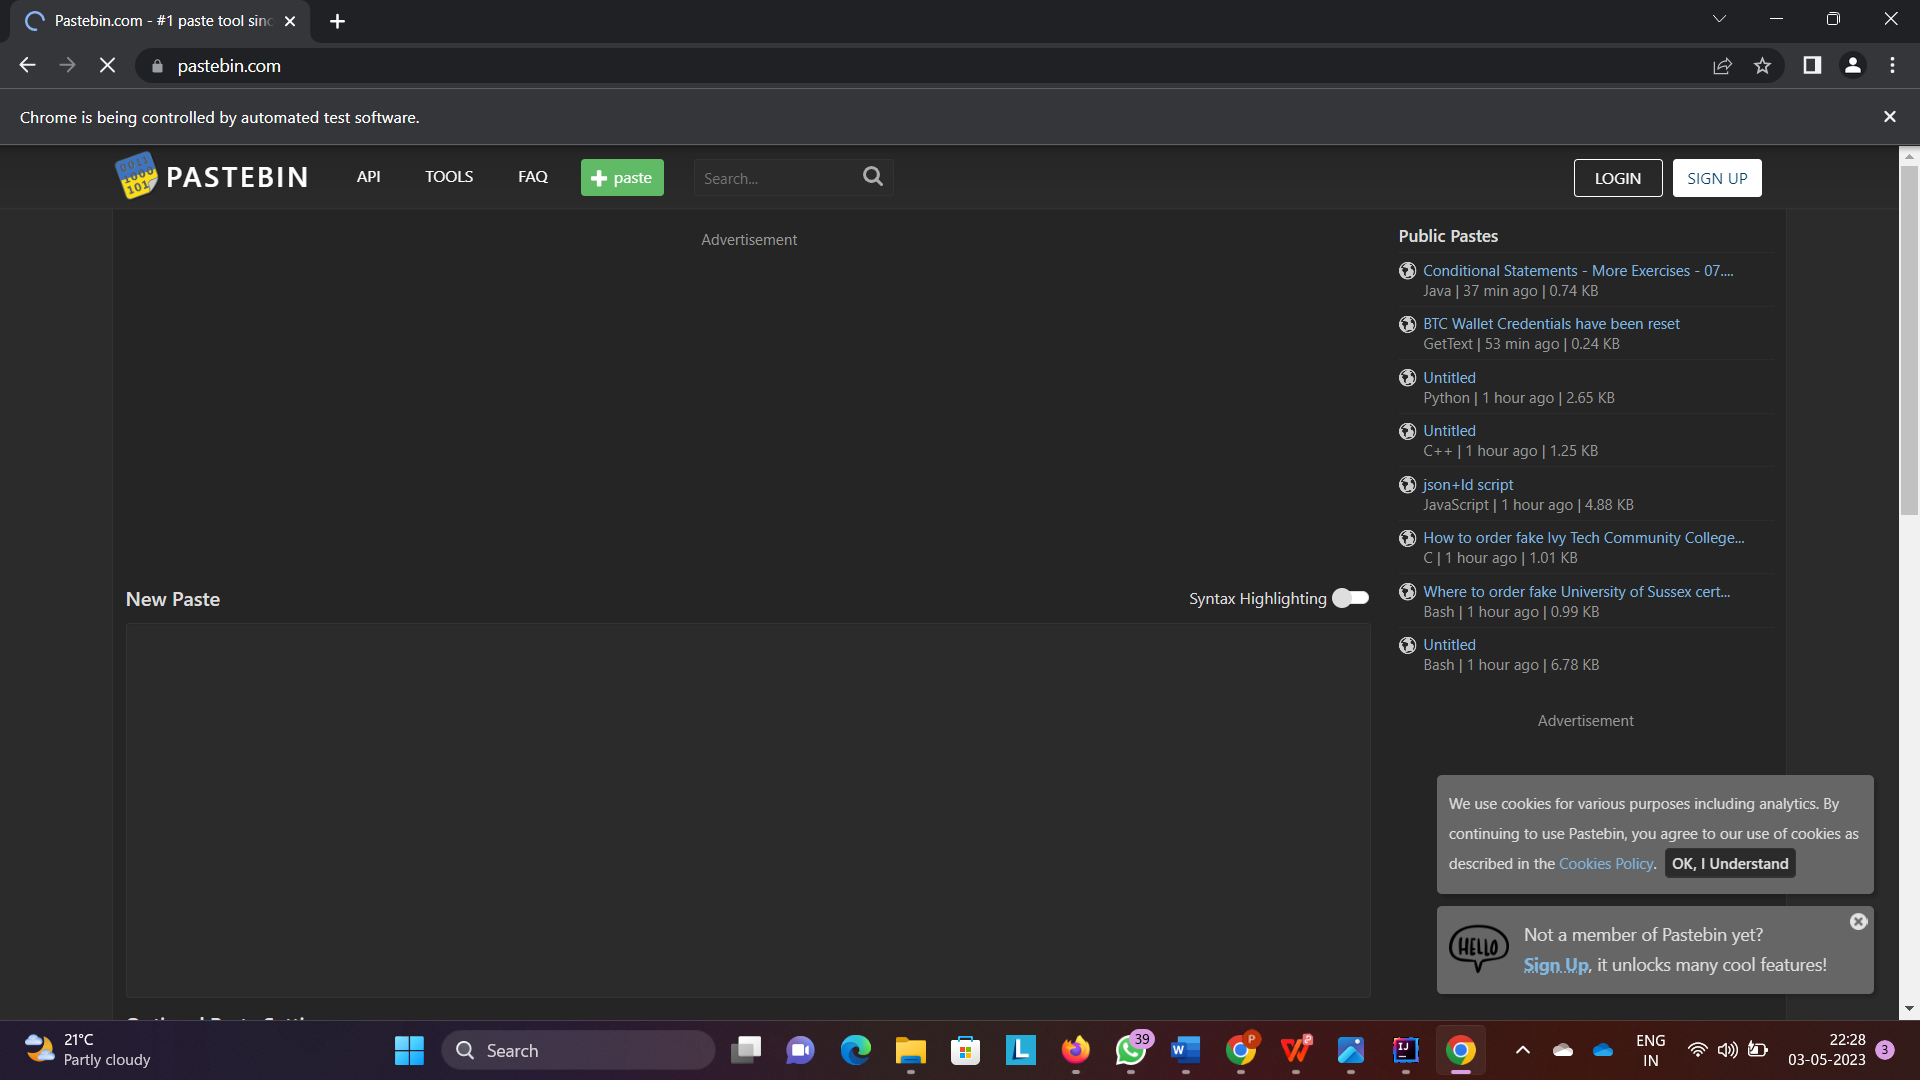 Pastebin.com - #1 paste tool sinc
pastebin.com
Chrome is being controlled by automated test software.
0011
1000
101
PASTEBIN
API
TOOLS
FAQ
paste
Search...
LOGIN
SIGN UP
Advertisement
Public Pastes
Conditional Statements - More Exercises - 07....
Java | 37 min ago | 0.74 KB
BTC Wallet Credentials have been reset
GetText | 53 min ago | 0.24 KB
Untitled
Python | 1 hour ago | 2.65 KB
Untitled
C++ | 1 hour ago | 1.25 KB
json+ld script
JavaScript | 1 hour ago | 4.88 KB
How to order fake Ivy Tech Community College...
C | 1 hour ago | 1.01 KB
Where to order fake University of Sussex cert...
Bash | 1 hour ago | 0.99 KB
Untitled
Bash | 1 hour ago | 6.78 KB
New Paste
Syntax Highlighting
Advertisement
We use cookies for various purposes including analytics. By
continuing to use Pastebin, you agree to our use of cookies as
described in the Cookies Policy. OK, I Understand
HELLO
Not a member of Pastebin yet?
Sign Up, it unlocks many cool features!
21°C
Partly cloudy
Search
L
39
W
P
2
IJ
ENG
IN
22:28
03-05-2023
3